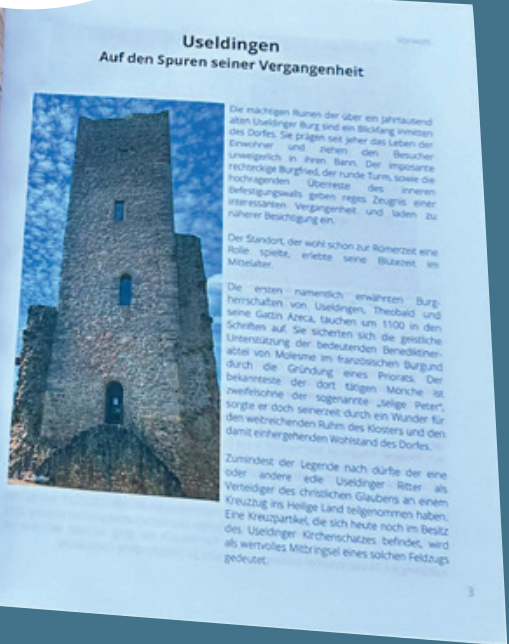 Vorwort
Useldingen
Auf den Spuren seiner Vergangenheit
Die mächtigen Ruinen der über ein Jahrtausend
alten Useldinger Burg sind ein Blickfang inmitten
des Dorfes. Sie prägen seit jeher das Leben der
Einwohner und ziehen den Besucher
unweigerlich in ihren Bann. Der imposante
rechteckige Burgfried, der runde Turm, sowie die
hochragenden Überreste des inneren
Befestigungswalls geben reges Zeugnis einer
interessanten Vergangenheit und laden zu
näherer Besichtigung ein.
Der Standort, der wohl schon zur Römerzeit eine
Rolle spielte, erlebte seine Blütezeit im
Mittelalter.
Die ersten namentlich erwähnten Burg-
herrschaften von Useldingen, Theobald und
seine Gattin Azeca, tauchen um 1100 in den
Schriften auf. Sie sicherten sich die geistliche
Unterstützung der bedeutenden Benediktiner-
abtei von Molesme im französischen Burgund
durch die Gründung eines Priorats. Der
bekannteste der dort tätigen Mönche ist
zweifelsohne der sogenannte „selige Peter“,
sorgte er doch seinerzeit durch ein Wunder für
den weitreichenden Ruhm des Klosters und den
damit einhergehenden Wohlstand des Dorfes.
Zumindest der Legende nach dürfte der eine
oder andere edle Useldinger Ritter als
Verteidiger des christlichen Glaubens an einem
Kreuzzug ins Heilige Land teilgenommen haben.
Eine Kreuzpartikel, die sich heute noch im Besitz
des Useldinger Kirchenschatzes befindet, wird
als wertvolles Mitbringsel eines solchen Feldzugs
gedeutet.
3